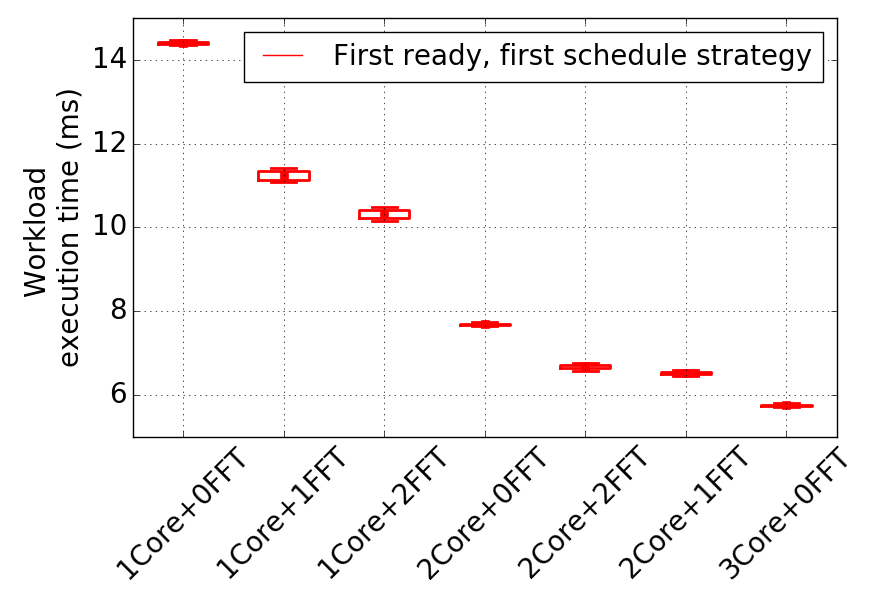 First ready, first schedule strategy
14
12
10
8
6
Workload
execution time (ms)
1Core+0FFT
1Core+1FFT
1Core+2FFT
2Core+0FFT
2Core+2FFT
2Core+1FFT
3Core+0FFT